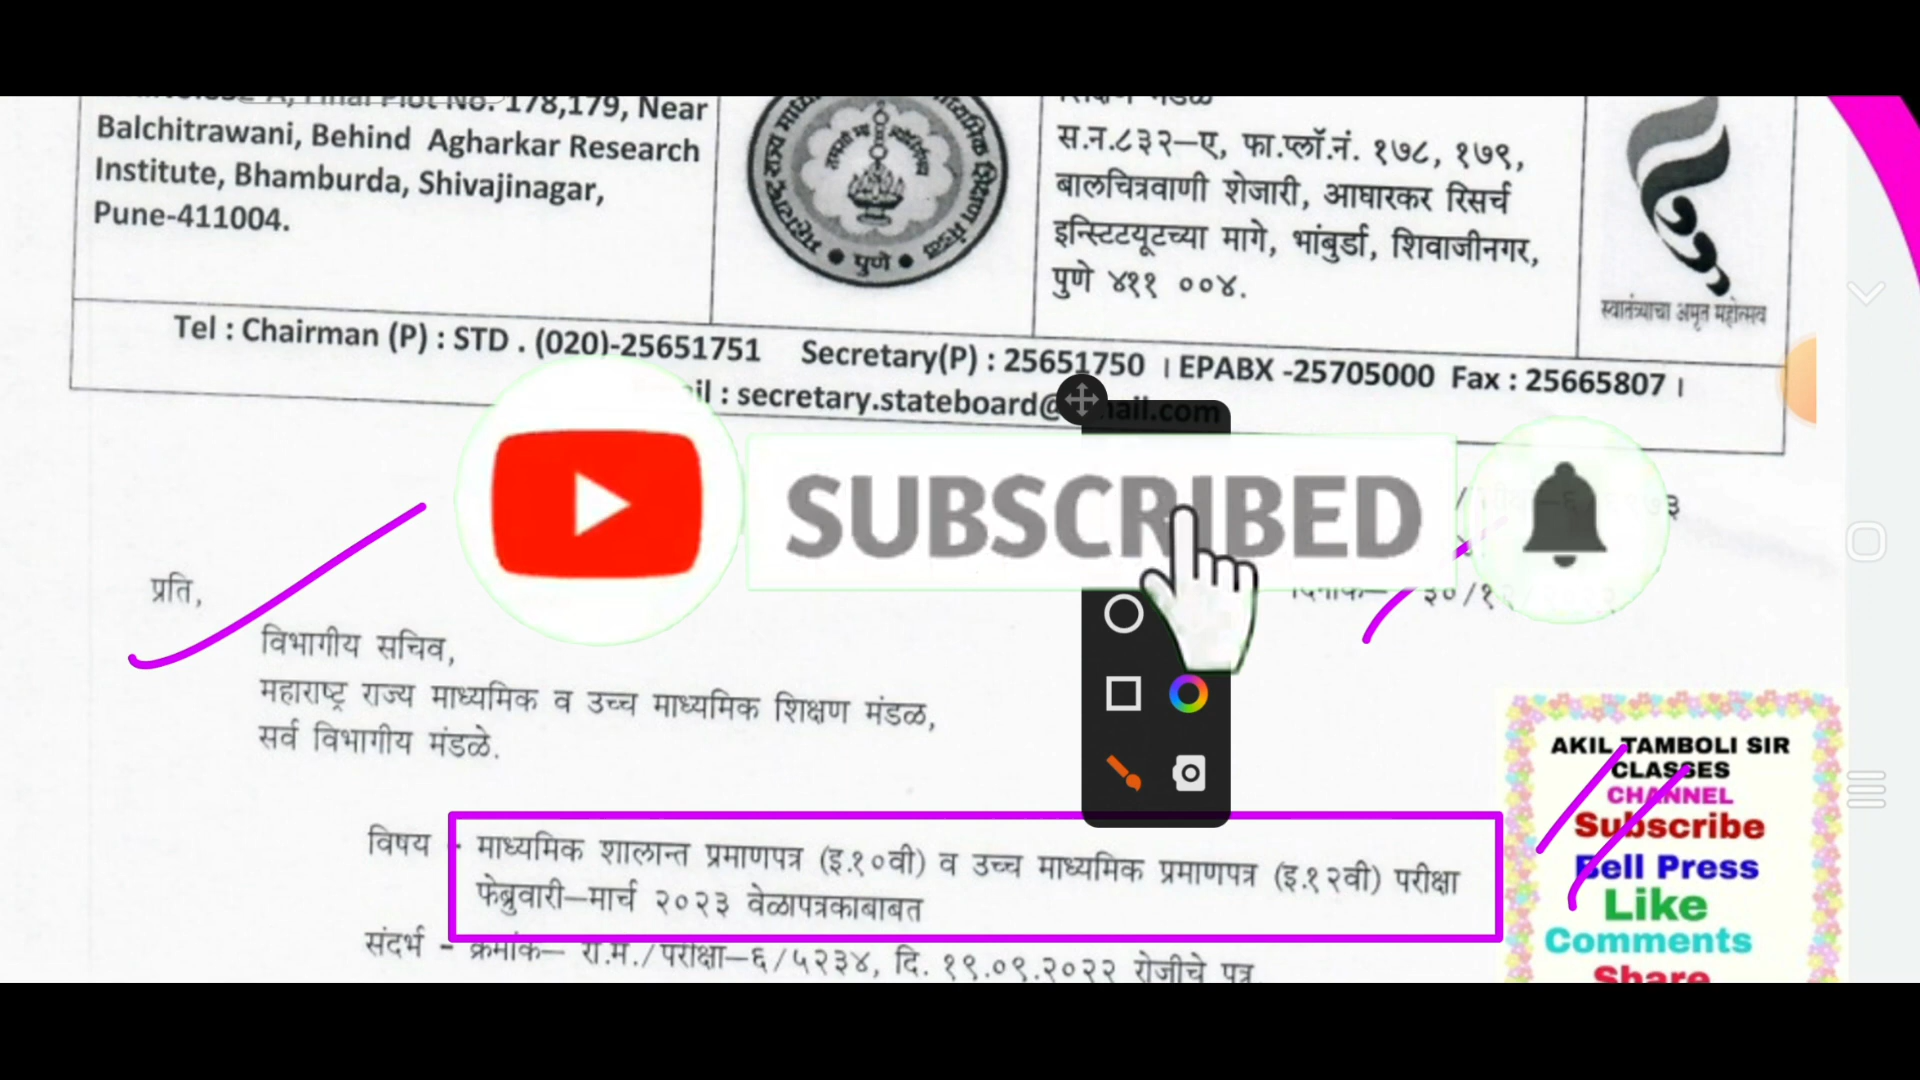 178,179, Near
Balchitrawani, Behind Agharkar Research
Institute, Bhamburda, Shivajinagar,
Pune-411004.
पुणे
मंडळ
स.न.८३२—ए, फा.प्लॉ.नं. १७८, १७९,
बालचित्रवाणी शेजारी, आघारकर रिसर्च
इन्स्टिटयूटच्या मागे, भांबुर्डा, शिवाजीनगर,
पुणे ४११ ००४.
स्वातंत्र्याचा अमृत महोत्सव
Tel : Chairman (P) : STD . (020)-25651751 Secretary(P) : 25651750 । EPABX -25705000 Fax : 25665807 ।
: secretary.stateboard@
SUBSCRIBED
प्रति,
विभागीय सचिव,
महाराष्ट्र राज्य माध्यमिक व उच्च माध्यमिक शिक्षण मंडळ,
सर्व विभागीय मंडळे.
विषय - माध्यमिक शालान्त प्रमाणपत्र (इ.१०वी) व उच्च माध्यमिक प्रमाणपत्र (इ.१२वी) परीक्षा
फेब्रुवारी—मार्च २०२३ वेळापत्रकाबाबत
संदर्भ - क्रमांक— रा.म./परीक्षा—६/५२३४, दि. १९.०९.२०२२ रोजीचे पत्र
AKIL TAMBOLI SIR
CLASSES
CHANNEL
Subscribe
Bell Press
Like
Comments
Share